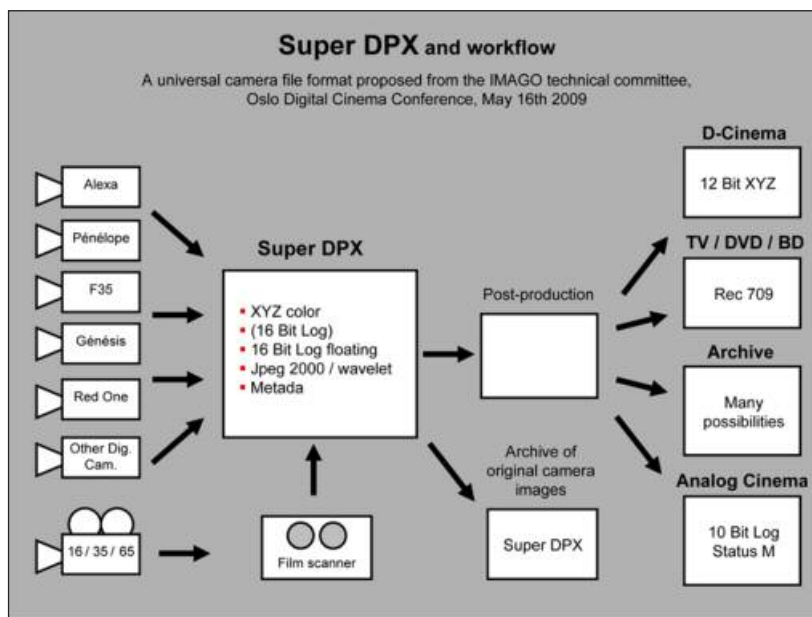 Super DPX and workflow
A universal camera file format proposed from the IMAGO technical committee,
Oslo Digital Cinema Conference, May 16th 2009
Alexa
Pénélope
F35
Génésis
Red One
Other Dig.
Cam.
16 / 35 / 65
Film scanner
Super DPX
XYZ color
(16 Bit Log)
16 Bit Log floating
Jpeg 2000 / wavelet
Metada
Post-production
Archive of
original camera
images
Super DPX
D-Cinema
12 Bit XYZ
TV / DVD / BD
Rec 709
Archive
Many
possibilities
Analog Cinema
10 Bit Log
Status M